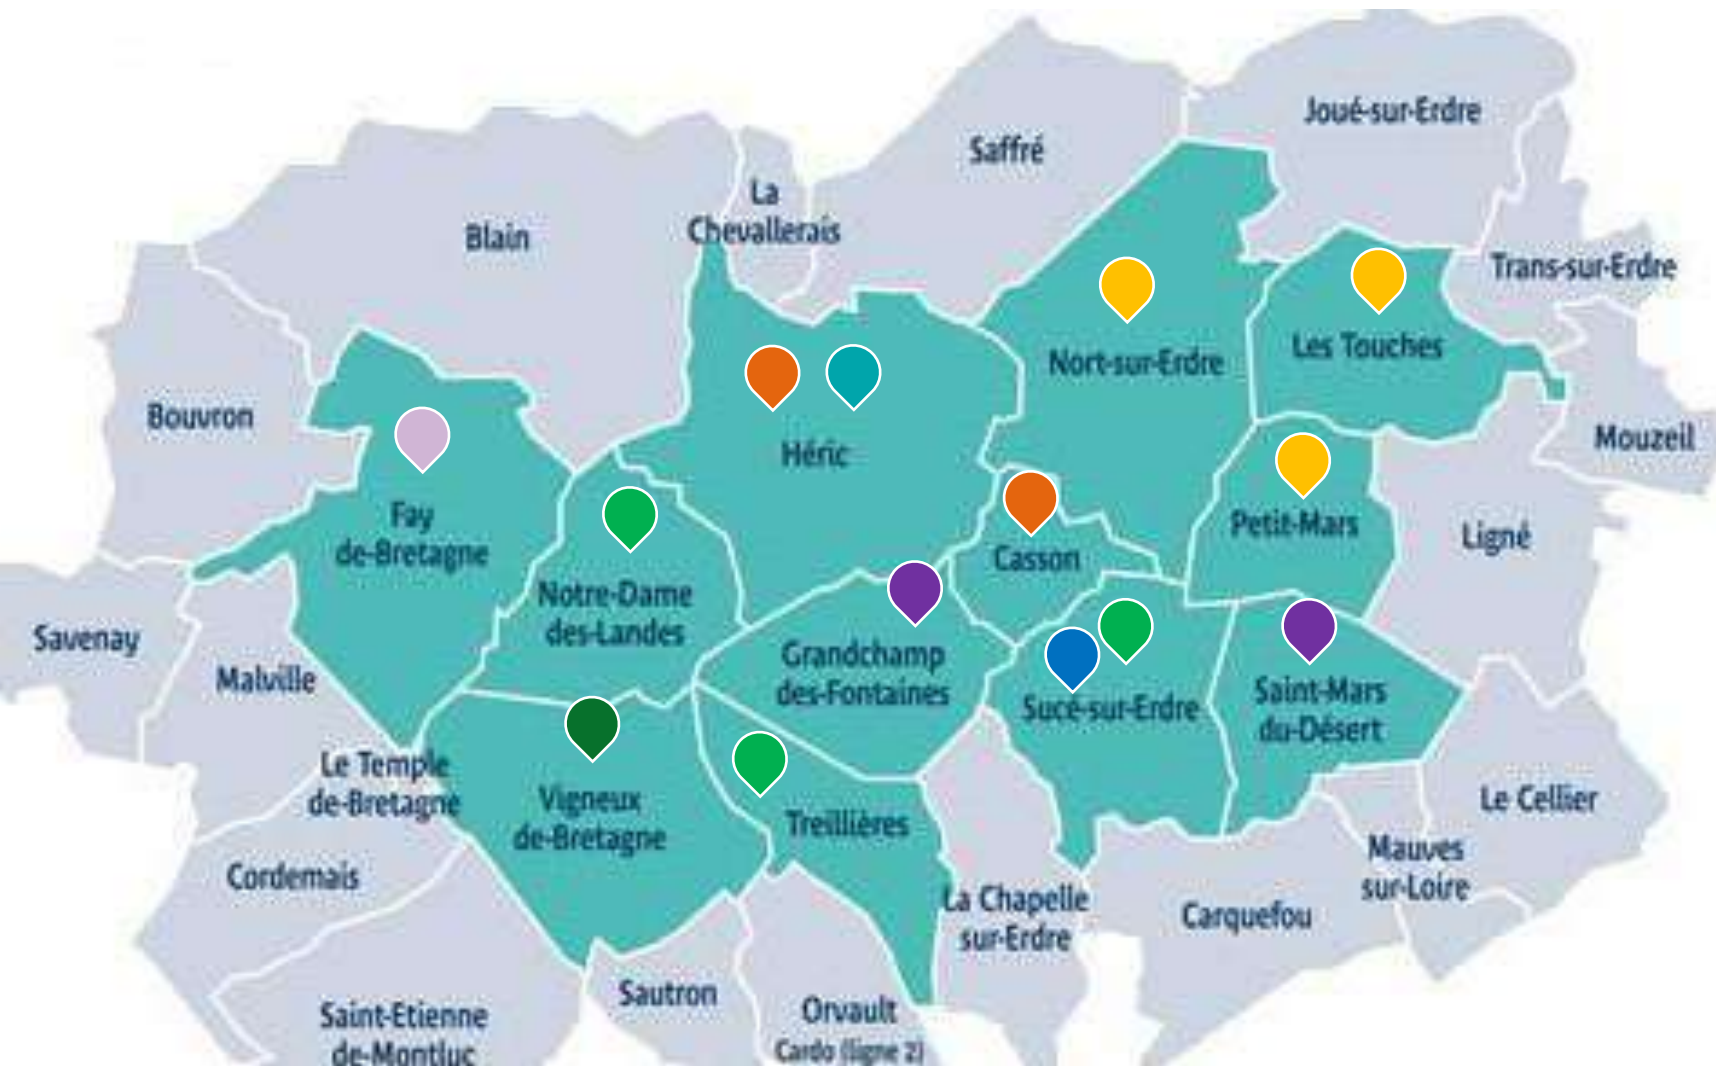 Joué-sur-Erdre
Saffré
La
Chevallerais
Blain
Trans-sur-Erdre
Les Touches
Nort-sur-Erdre
Bouvron
Mouzeil
Héric
Fay
de-Bretagne
Petit-Mars
Ligné
Casson
Notre-Dame
des-Landes
Savenay
Malville
Grandchamp
des-Fontaines
Sucé-sur-Erdre
Saint-Mars
du-Désert
Le Temple
de-Bretagne
Vigneux
de-Bretagne
Treillières
Le Cellier
Mauves
sur-Loire
Cordemais
La Chapelle
sur-Erdre
Carquefou
Sautron
Orvault
Cardo (ligne 2)
Saint-Etienne
de-Montluc